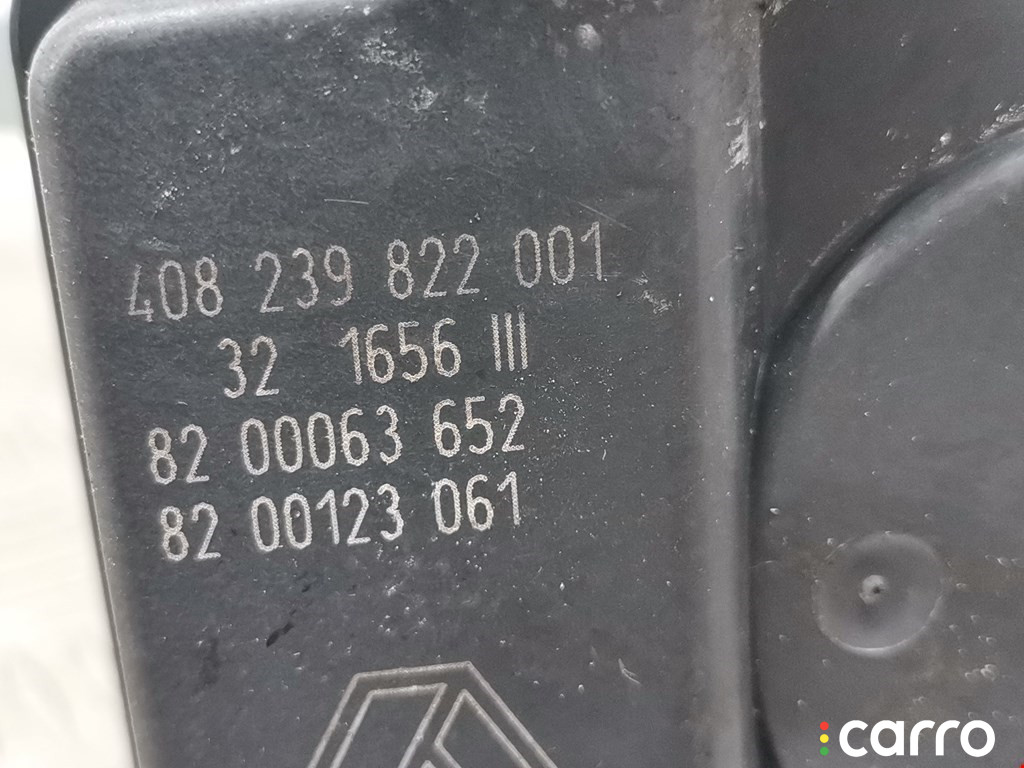 408 239 822 001
32 1656 III
82 00063 652
82 00123 061
carro